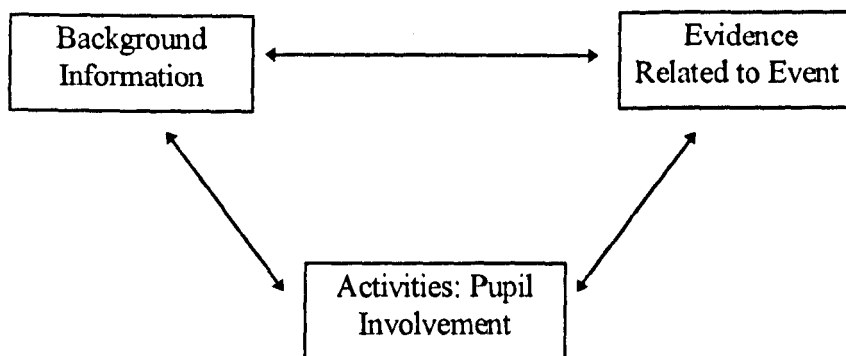 Background
Information
Evidence
Related to Event
Activities: Pupil
Involvement